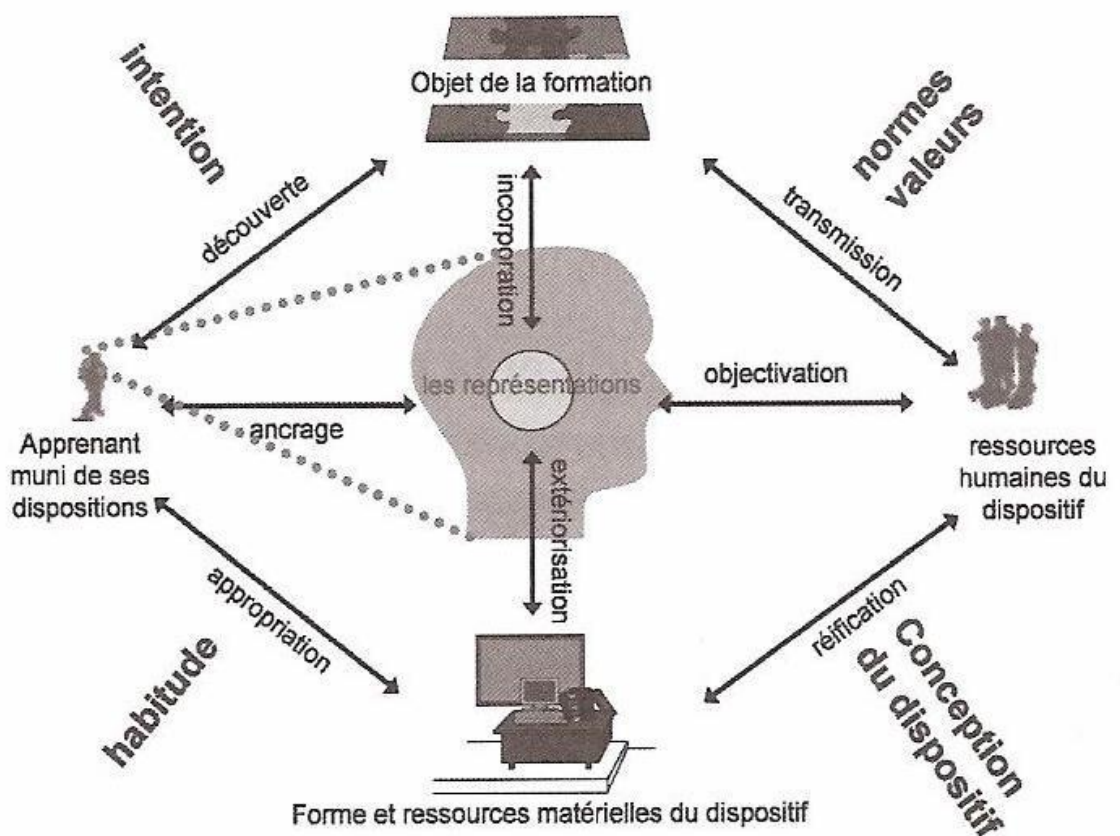 intention
Objet de la formation
normes
valeurs
découverte
incorporation
transmission
les représentations
objectivation
ancrage
Apprenant
muni de ses
dispositions
ressources
humaines du
dispositif
extériorisation
appropriation
réification
habitude
Conception
du dispositif
Forme et ressources matérielles du dispositif